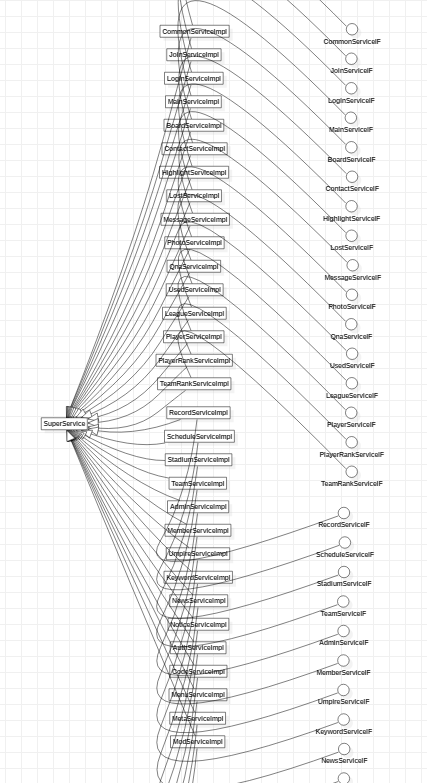 CommonServiceImpl
JoinServiceImpl
LoginServiceImpl
MainServiceImpl
BoardServiceImpl
ContactServiceImpl
HighlightServiceImpl
LostServiceImpl
MessageServiceImpl
PhotoServiceImpl
QnaServiceImpl
UsedServiceImpl
LeagueServiceImpl
PlayerServiceImpl
PlayerRankServiceImpl
TeamRankServiceImpl
RecordServiceImpl
SuperService
ScheduleServiceImpl
StadiumServiceImpl
TeamServiceImpl
AdminServiceImpl
MemberServiceImpl
UmpireServiceImpl
KeywordServiceImpl
NewsServiceImpl
NoticeServiceImpl
AuthServiceImpl
CodeServiceImpl
MenuServiceImpl
MetaServiceImpl
ModServiceImpl
CommonServiceIF
JoinServiceIF
LoginServiceIF
MainServiceIF
BoardServiceIF
ContactServiceIF
HighlightServiceIF
LostServiceIF
MessageServiceIF
PhotoServiceIF
QnaServiceIF
UsedServiceIF
LeagueServiceIF
PlayerServiceIF
PlayerRankServiceIF
TeamRankServiceIF
RecordServiceIF
ScheduleServiceIF
StadiumServiceIF
TeamServiceIF
AdminServiceIF
MemberServiceIF
UmpireServiceIF
KeywordServiceIF
NewsServiceIF